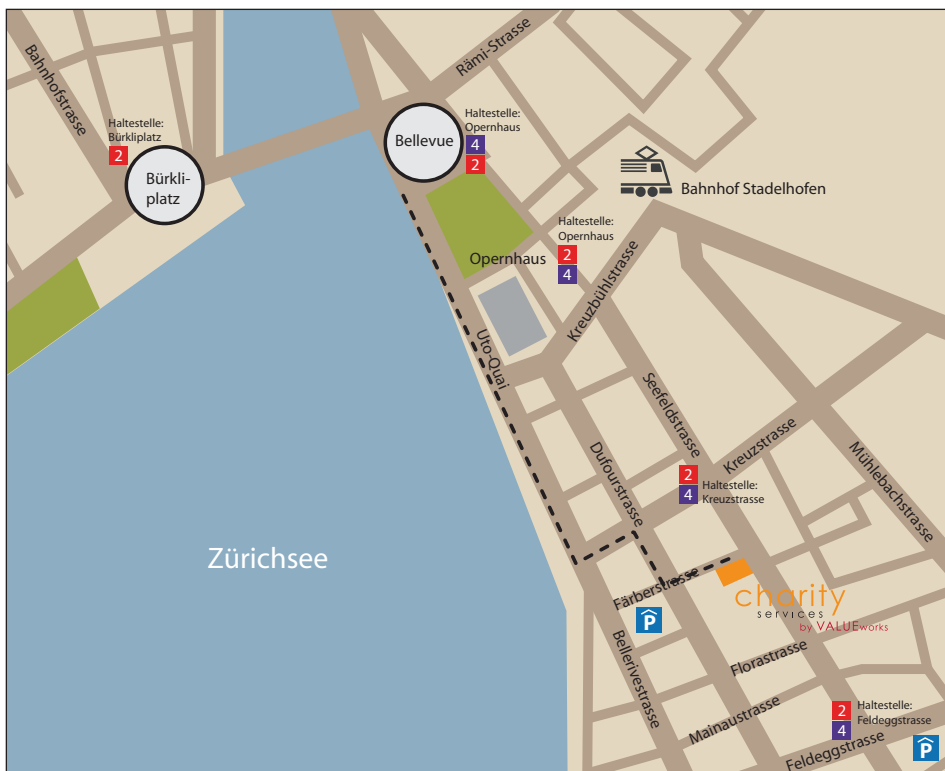 Bahnhofstrasse
Rämi-Strasse
Haltestelle:
Bürkliplatz
2
Bürkli-
platz
Bellevue
Haltestelle:
Opernhaus
4
2
Bahnhof Stadelhofen
Haltestelle:
Opernhaus
2
4
Opernhaus
Kreuzbühlstrasse
Uto-Quai
Seefeldstrasse
Kreuzstrasse
Dufourstrasse
Mühlebachstrasse
2
4
Haltestelle:
Kreuzstrasse
Zürichsee
Färberstrasse
charity
services
by VALUEworks
P
Bellerivestrasse
Florastrasse
Mainaustrasse
2
4
Haltestelle:
Feldeggstrasse
Feldeggstrasse
P